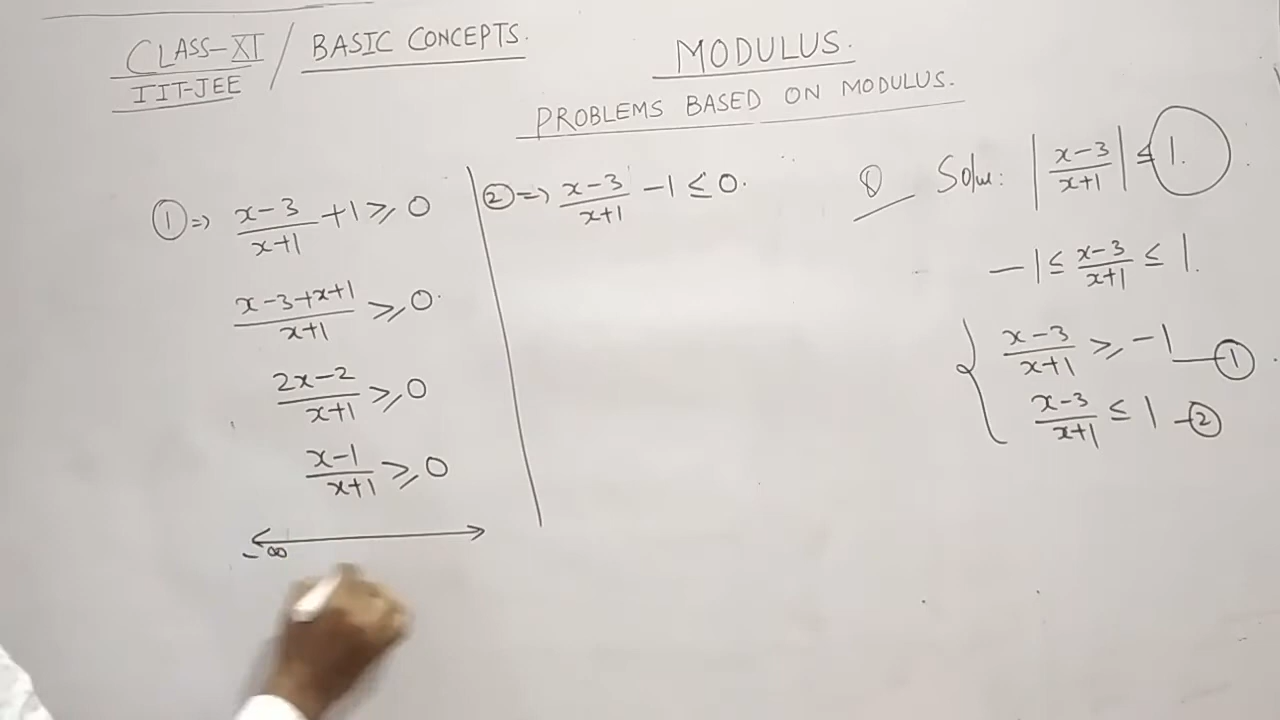 CLASS-XI / BASIC CONCEPTS.
IIT-JEE
MODULUS.
PROBLEMS BASED ON MODULUS.
① => (x-3)/(x+1) + 1 ≥ 0
(x-3+x+1)/(x+1) ≥ 0
(2x-2)/(x+1) ≥ 0
(x-1)/(x+1) ≥ 0
-∞
② => (x-3)/(x+1) - 1 ≤ 0.
Q Solve: |(x-3)/(x+1)| ≤ 1.
-1 ≤ (x-3)/(x+1) ≤ 1.
(x-3)/(x+1) ≥ -1 — ①
(x-3)/(x+1) ≤ 1 - ②